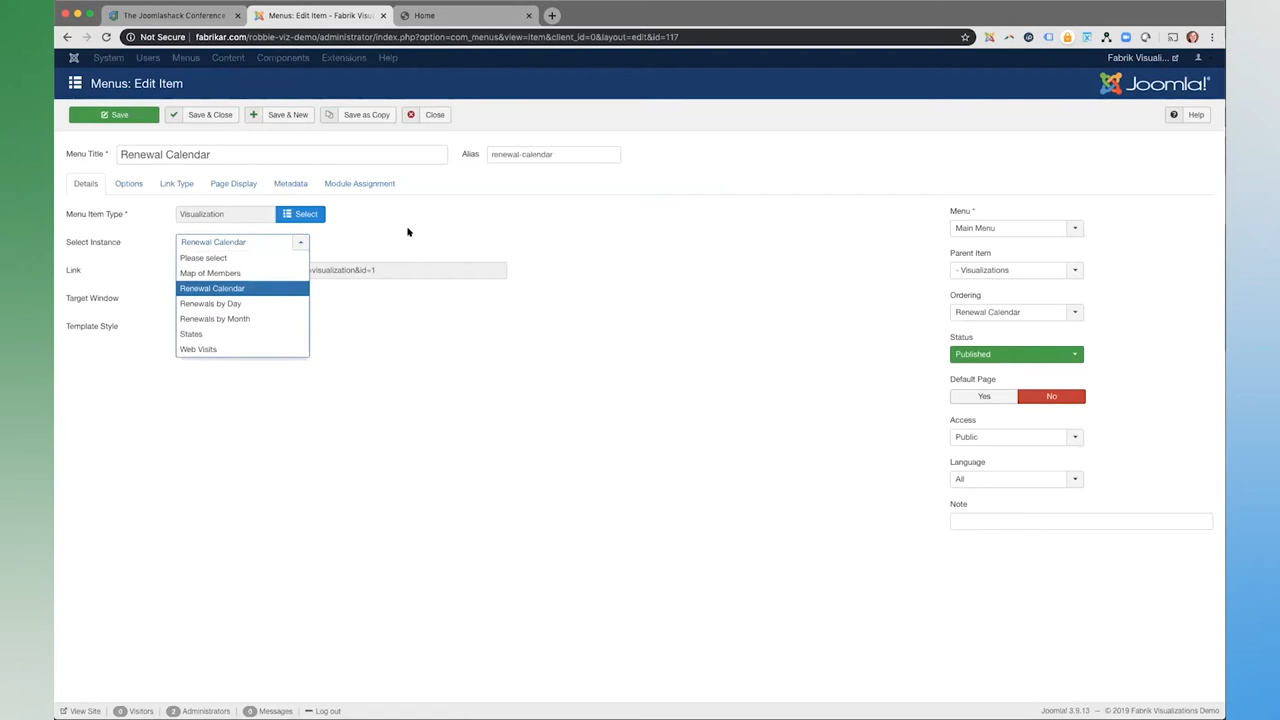 The Joomlashack Conference
Menus: Edit Item - Fabrik Visu
Home
Not Secure
fabrikar.com/robbie-viz-demo/administrator/index.php?option=com_menus&view=item&client_id=0&layout=edit&id=117
System
Users
Menus
Content
Components
Extensions
Help
Fabrik Visuali...
Menus: Edit Item
Joomla!®
Save
Save & Close
Save & New
Save as Copy
Close
Help
Menu Title *
Renewal Calendar
Alias
renewal-calendar
Details
Options
Link Type
Page Display
Metadata
Module Assignment
Menu Item Type *
Visualization
Select
Select Instance
Renewal Calendar
Please select
Map of Members
Renewal Calendar
Renewals by Day
Renewals by Month
States
Web Visits
Link
=visualization&id=1
Target Window
Template Style
Menu *
Main Menu
Parent Item
- Visualizations
Ordering
Renewal Calendar
Status
Published
Default Page
Yes
No
Access
Public
Language
All
Note
View Site
0 Visitors
2 Administrators
0 Messages
Log out
Joomla! 3.9.13 — © 2019 Fabrik Visualizations Demo